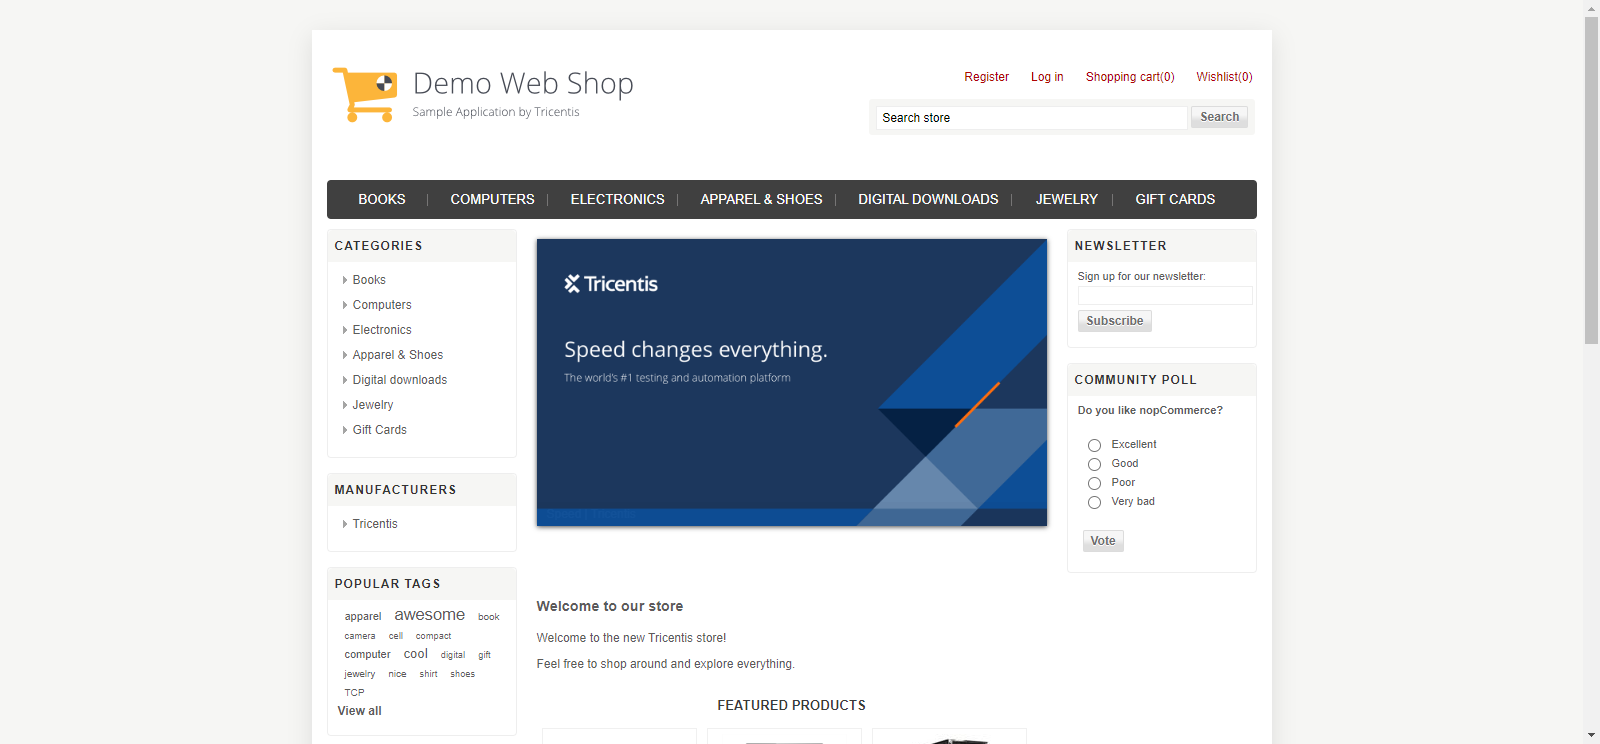 Demo Web Shop
Sample Application by Tricentis
Register Log in Shopping cart(0) Wishlist(0)
Search store Search
BOOKS COMPUTERS ELECTRONICS APPAREL & SHOES DIGITAL DOWNLOADS JEWELRY GIFT CARDS
CATEGORIES
Books
Computers
Electronics
Apparel & Shoes
Digital downloads
Jewelry
Gift Cards
MANUFACTURERS
Tricentis
POPULAR TAGS
apparel awesome book
camera cell compact
computer cool digital gift
jewelry nice shirt shoes
TCP
View all
Tricentis
Speed changes everything.
The world's #1 testing and automation platform
Welcome to our store
Welcome to the new Tricentis store!
Feel free to shop around and explore everything.
FEATURED PRODUCTS
NEWSLETTER
Sign up for our newsletter:
Subscribe
COMMUNITY POLL
Do you like nopCommerce?
Excellent
Good
Poor
Very bad
Vote